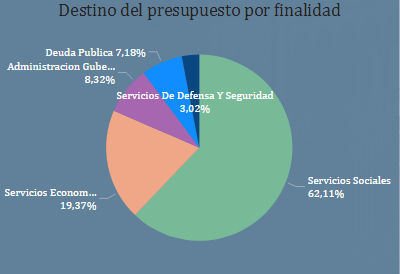 Destino del presupuesto por finalidad
Deuda Publica 7,18%
Administracion Gube...
8,32%
Servicios De Defensa Y Seguridad
3,02%
Servicios Econom...
19,37%
Servicios Sociales
62,11%